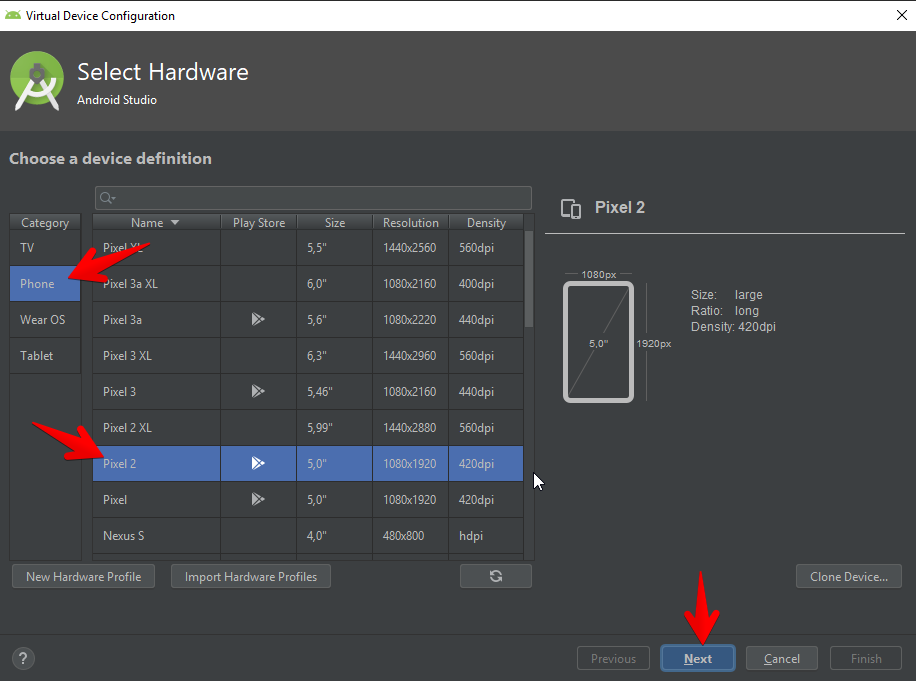 Virtual Device Configuration
Select Hardware
Android Studio
Choose a device definition
Category
TV
Phone
Wear OS
Tablet
Name Play Store Size Resolution Density
Pixel XL 5,5" 1440x2560 560dpi
Pixel 3a XL 6,0" 1080x2160 400dpi
Pixel 3a 5,6" 1080x2220 440dpi
Pixel 3 XL 6,3" 1440x2960 560dpi
Pixel 3 5,46" 1080x2160 440dpi
Pixel 2 XL 5,99" 1440x2880 560dpi
Pixel 2 5,0" 1080x1920 420dpi
Pixel 5,0" 1080x1920 420dpi
Nexus S 4,0" 480x800 hdpi
Pixel 2
1080px
5,0"
1920px
Size: large
Ratio: long
Density: 420dpi
New Hardware Profile
Import Hardware Profiles
Clone Device...
?
Previous
Next
Cancel
Finish